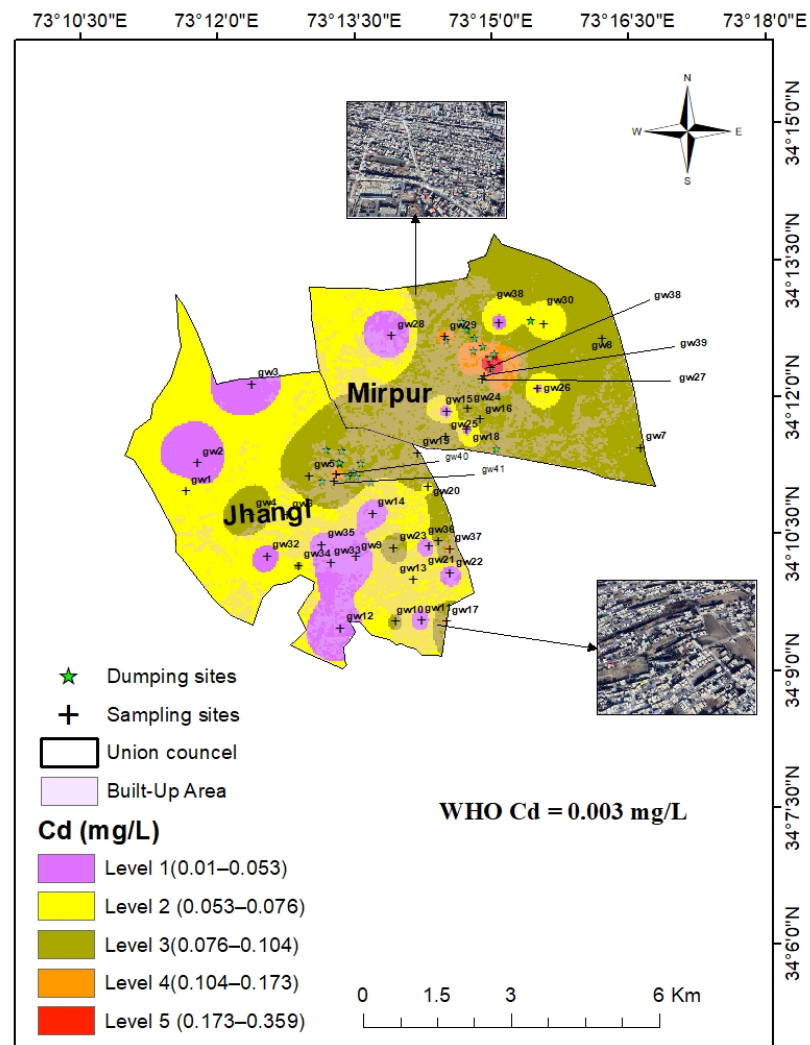 73°10'30"E 73°12'0"E 73°13'30"E 73°15'0"E 73°16'30"E 73°18'0"E
N
W E
S
34°15'0"N
34°13'30"N
34°12'0"N
34°10'30"N
34°9'0"N
34°7'30"N
34°6'0"N
gw38 gw30
gw38
gw28 gw29
gw8
gw39
gw3
gw27
gw26
Mirpur
gw15 gw24
gw16
gw25
gw18
gw19
gw7
gw2
gw40
gw5
gw41
gw1
gw20
gw4
Jhangi
gw14
gw35
gw23 gw36
gw37
gw32
gw34 gw33 gw9
gw21 gw22
gw13
gw12
gw10 gw11 gw17
Dumping sites
Sampling sites
Union councel
Built-Up Area
WHO Cd = 0.003 mg/L
Cd (mg/L)
Level 1(0.01–0.053)
Level 2 (0.053–0.076)
Level 3(0.076–0.104)
Level 4(0.104–0.173)
Level 5 (0.173–0.359)
0 1.5 3 6 Km